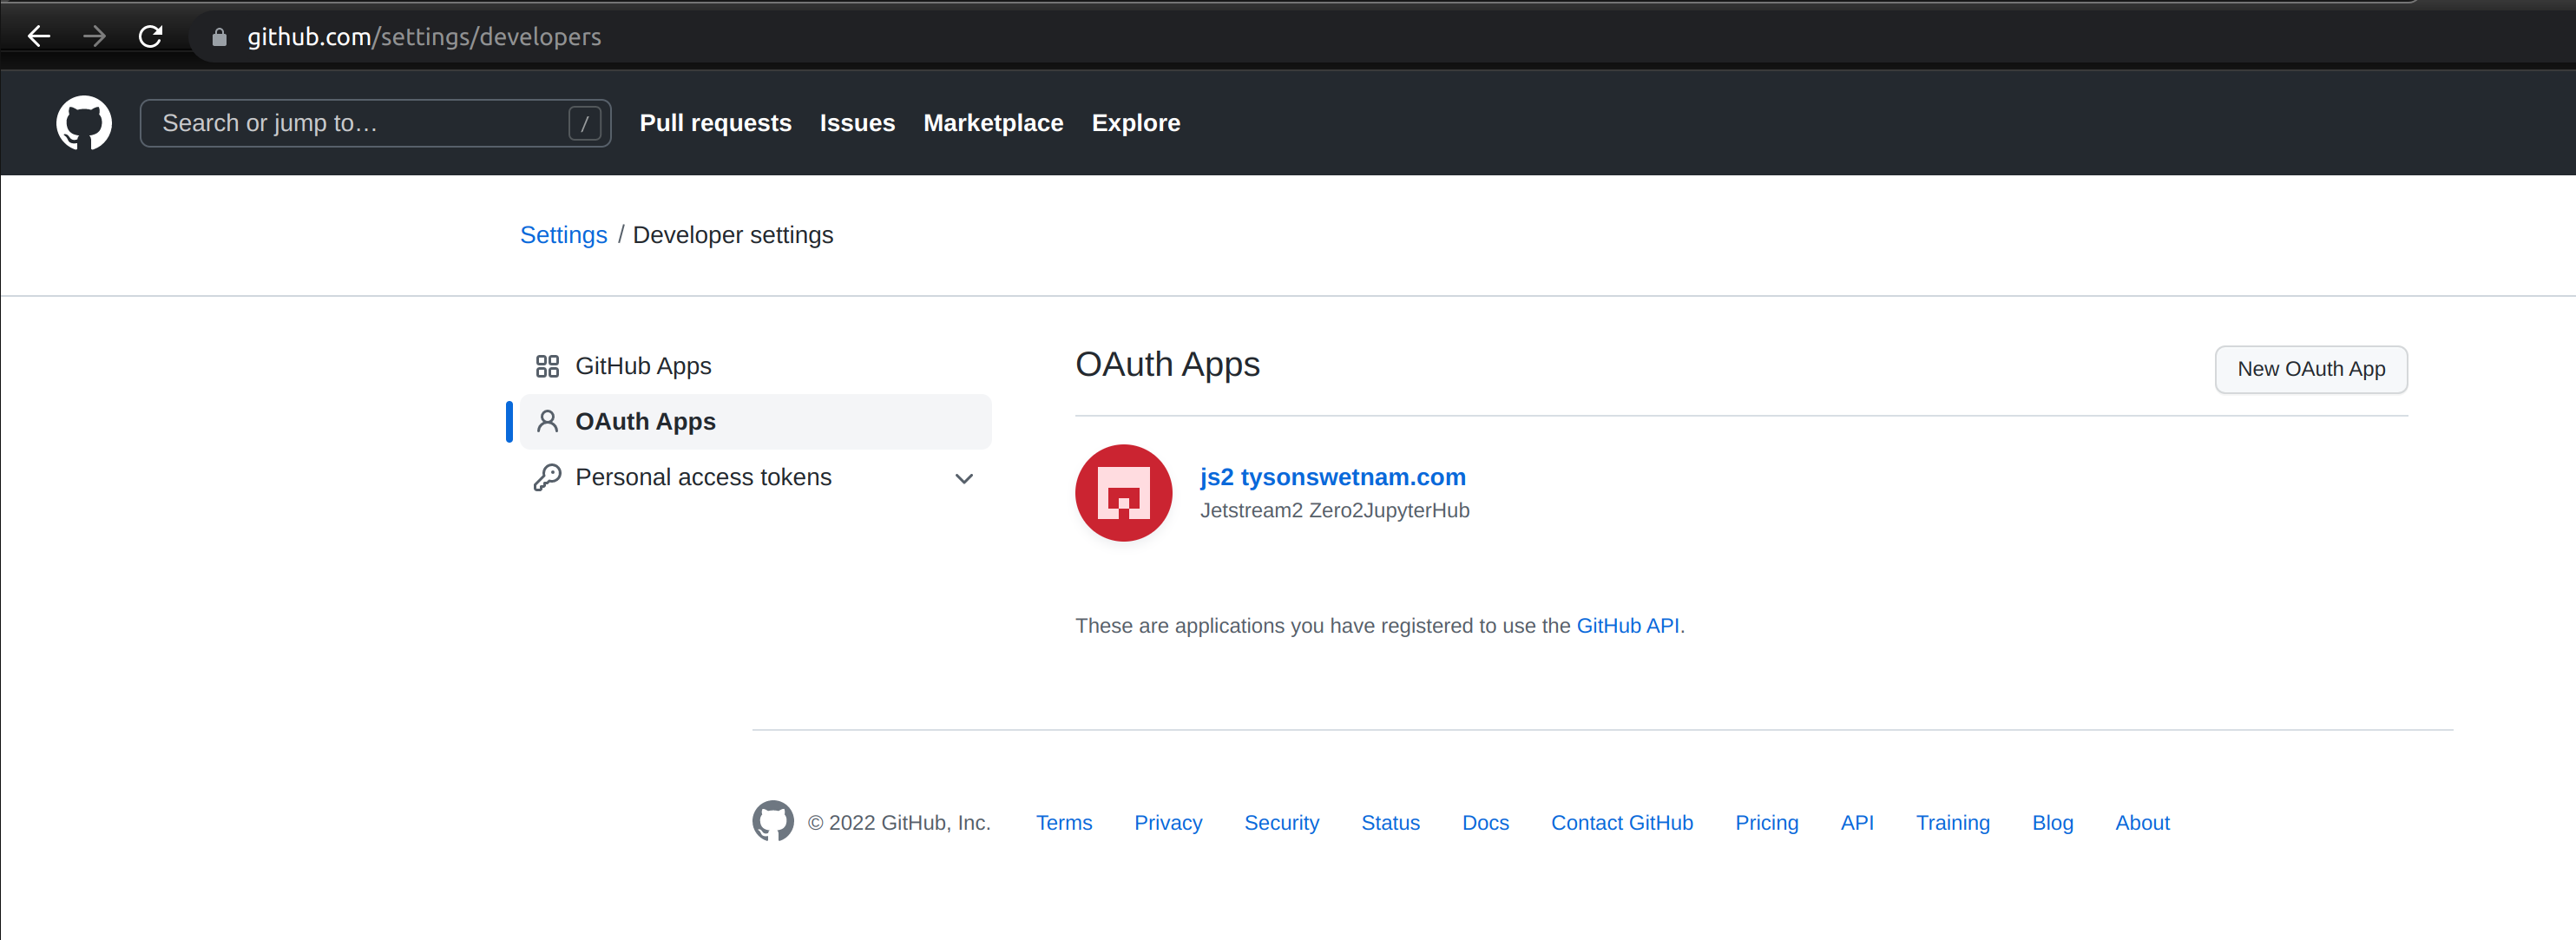 github.com/settings/developers
Search or jump to… / Pull requests Issues Marketplace Explore
Settings / Developer settings
GitHub Apps
OAuth Apps
Personal access tokens
OAuth Apps
New OAuth App
js2 tysonswetnam.com
Jetstream2 Zero2JupyterHub
These are applications you have registered to use the GitHub API.
© 2022 GitHub, Inc. Terms Privacy Security Status Docs Contact GitHub Pricing API Training Blog About